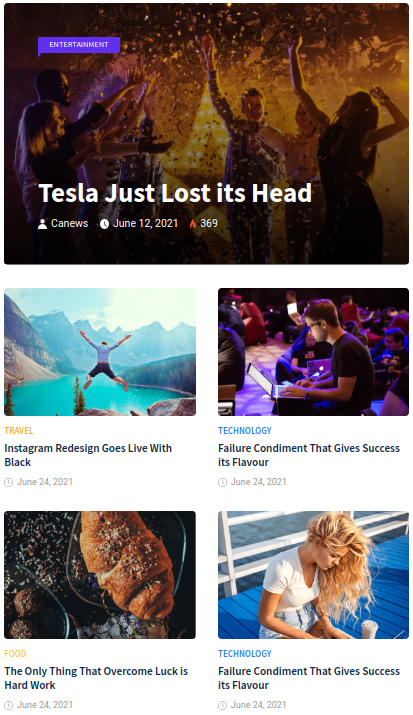 ENTERTAINMENT
Tesla Just Lost its Head
Canews June 12, 2021 369
TRAVEL
Instagram Redesign Goes Live With
Black
June 24, 2021
TECHNOLOGY
Failure Condiment That Gives Success
its Flavour
June 24, 2021
FOOD
The Only Thing That Overcome Luck is
Hard Work
June 24, 2021
TECHNOLOGY
Failure Condiment That Gives Success
its Flavour
June 24, 2021